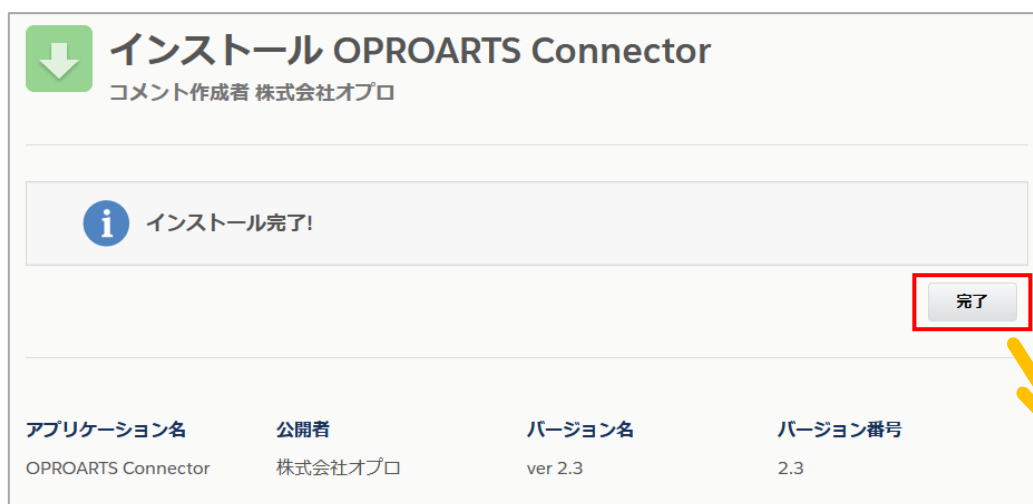 インストール OPROARTS Connector
コメント作成者 株式会社オプロ
インストール完了!
完了
アプリケーション名 公開者 バージョン名 バージョン番号
OPROARTS Connector 株式会社オプロ ver 2.3 2.3